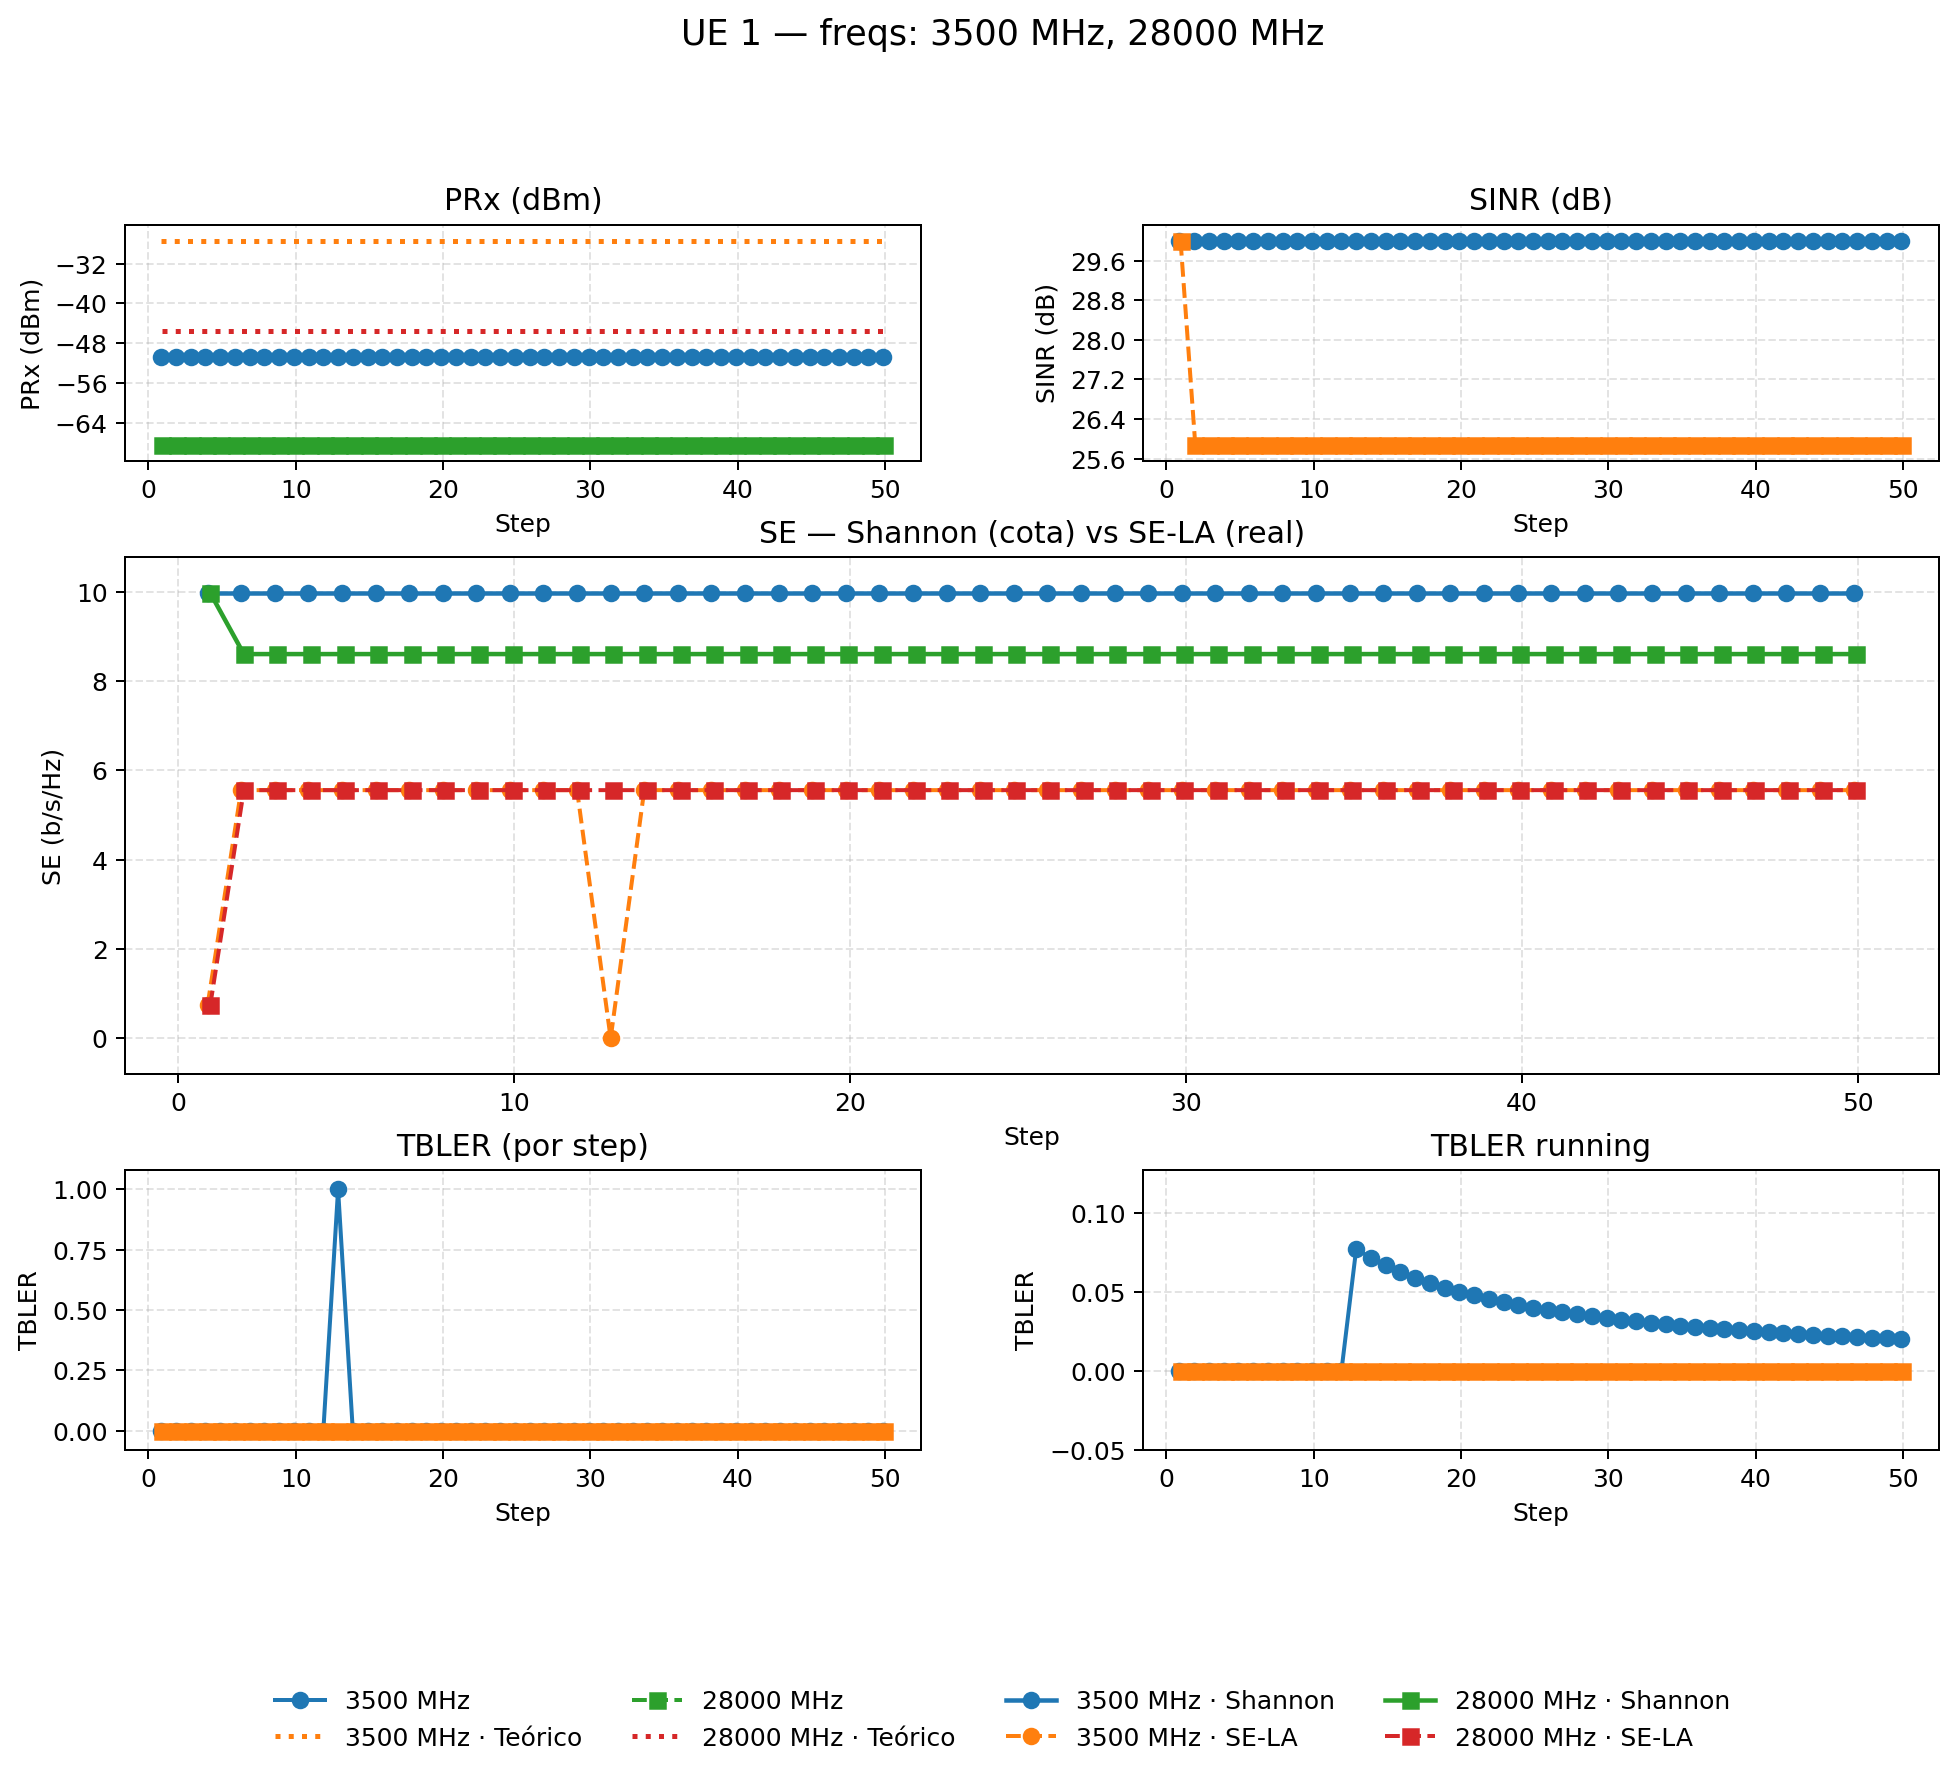 UE 1 — freqs: 3500 MHz, 28000 MHz
PRx (dBm)
PRx (dBm)
−32
−40
−48
−56
−64
0 10 20 30 40 50
Step
SINR (dB)
SINR (dB)
29.6
28.8
28.0
27.2
26.4
25.6
0 10 20 30 40 50
Step
SE — Shannon (cota) vs SE-LA (real)
SE (b/s/Hz)
10
8
6
4
2
0
0 10 20 30 40 50
Step
TBLER (por step)
TBLER
1.00
0.75
0.50
0.25
0.00
0 10 20 30 40 50
Step
TBLER running
TBLER
0.10
0.05
0.00
−0.05
0 10 20 30 40 50
Step
3500 MHz
3500 MHz · Teórico
28000 MHz
28000 MHz · Teórico
3500 MHz · Shannon
3500 MHz · SE-LA
28000 MHz · Shannon
28000 MHz · SE-LA